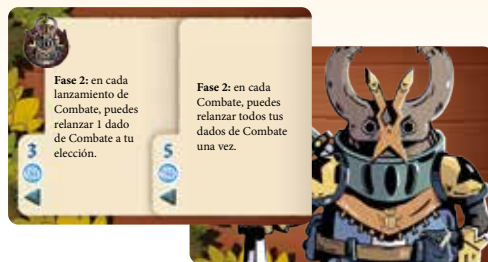 Fase 2: en cada
lanzamiento de
Combate, puedes
relanzar 1 dado
de Combate a tu
elección.
3
Fase 2: en cada
Combate, puedes
relanzar todos tus
dados de Combate
una vez.
5